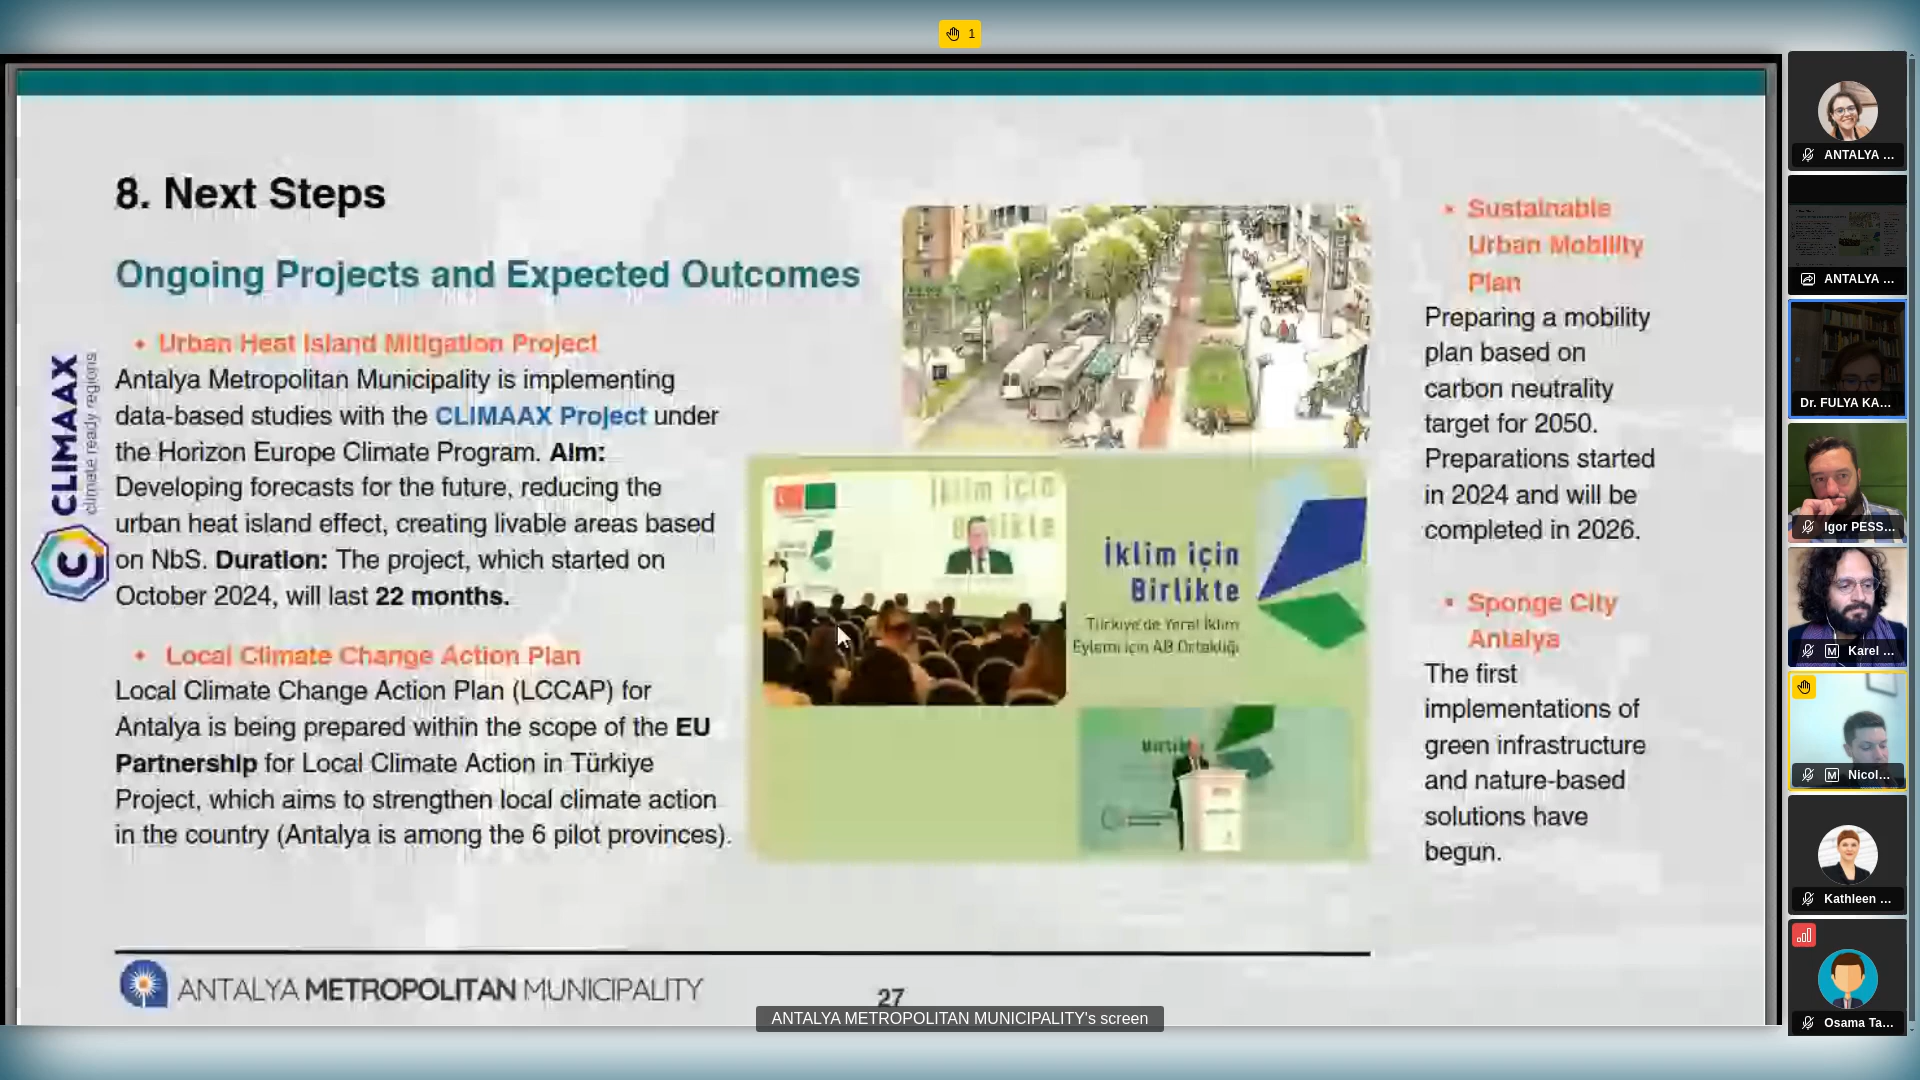 1
8. Next Steps
Ongoing Projects and Expected Outcomes
• Urban Heat Island Mitigation Project
Antalya Metropolitan Municipality is implementing
data-based studies with the CLIMAAX Project under
the Horizon Europe Climate Program. Aim:
Developing forecasts for the future, reducing the
urban heat island effect, creating livable areas based
on NbS. Duration: The project, which started on
October 2024, will last 22 months.
• Local Climate Change Action Plan
Local Climate Change Action Plan (LCCAP) for
Antalya is being prepared within the scope of the EU
Partnership for Local Climate Action in Türkiye
Project, which aims to strengthen local climate action
in the country (Antalya is among the 6 pilot provinces).
CLIMAAX
climate ready regions
İklim için
Birlikte
İklim için
Birlikte
Türkiye'de Yerel İklim
Eylemi için AB Ortaklığı
Birlikte
• Sustainable
Urban Mobility
Plan
Preparing a mobility
plan based on
carbon neutrality
target for 2050.
Preparations started
in 2024 and will be
completed in 2026.
• Sponge City
Antalya
The first
implementations of
green infrastructure
and nature-based
solutions have
begun.
ANTALYA METROPOLITAN MUNICIPALITY
27
ANTALYA METROPOLITAN MUNICIPALITY's screen
ANTALYA ...
ANTALYA ...
Dr. FULYA KA...
Igor PESS...
M Karel ...
M Nicol...
Kathleen ...
Osama Ta...